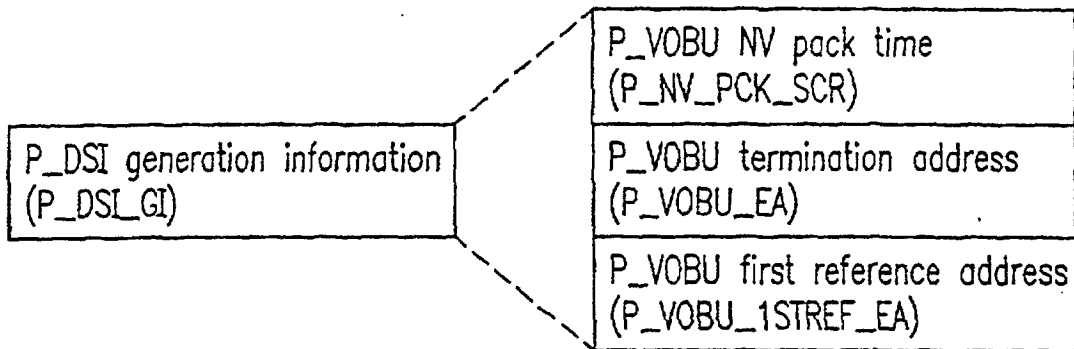 P_DSI generation information
(P_DSI_GI)
P_VOBU NV pack time
(P_NV_PCK_SCR)
P_VOBU termination address
(P_VOBU_EA)
P_VOBU first reference address
(P_VOBU_1STREF_EA)